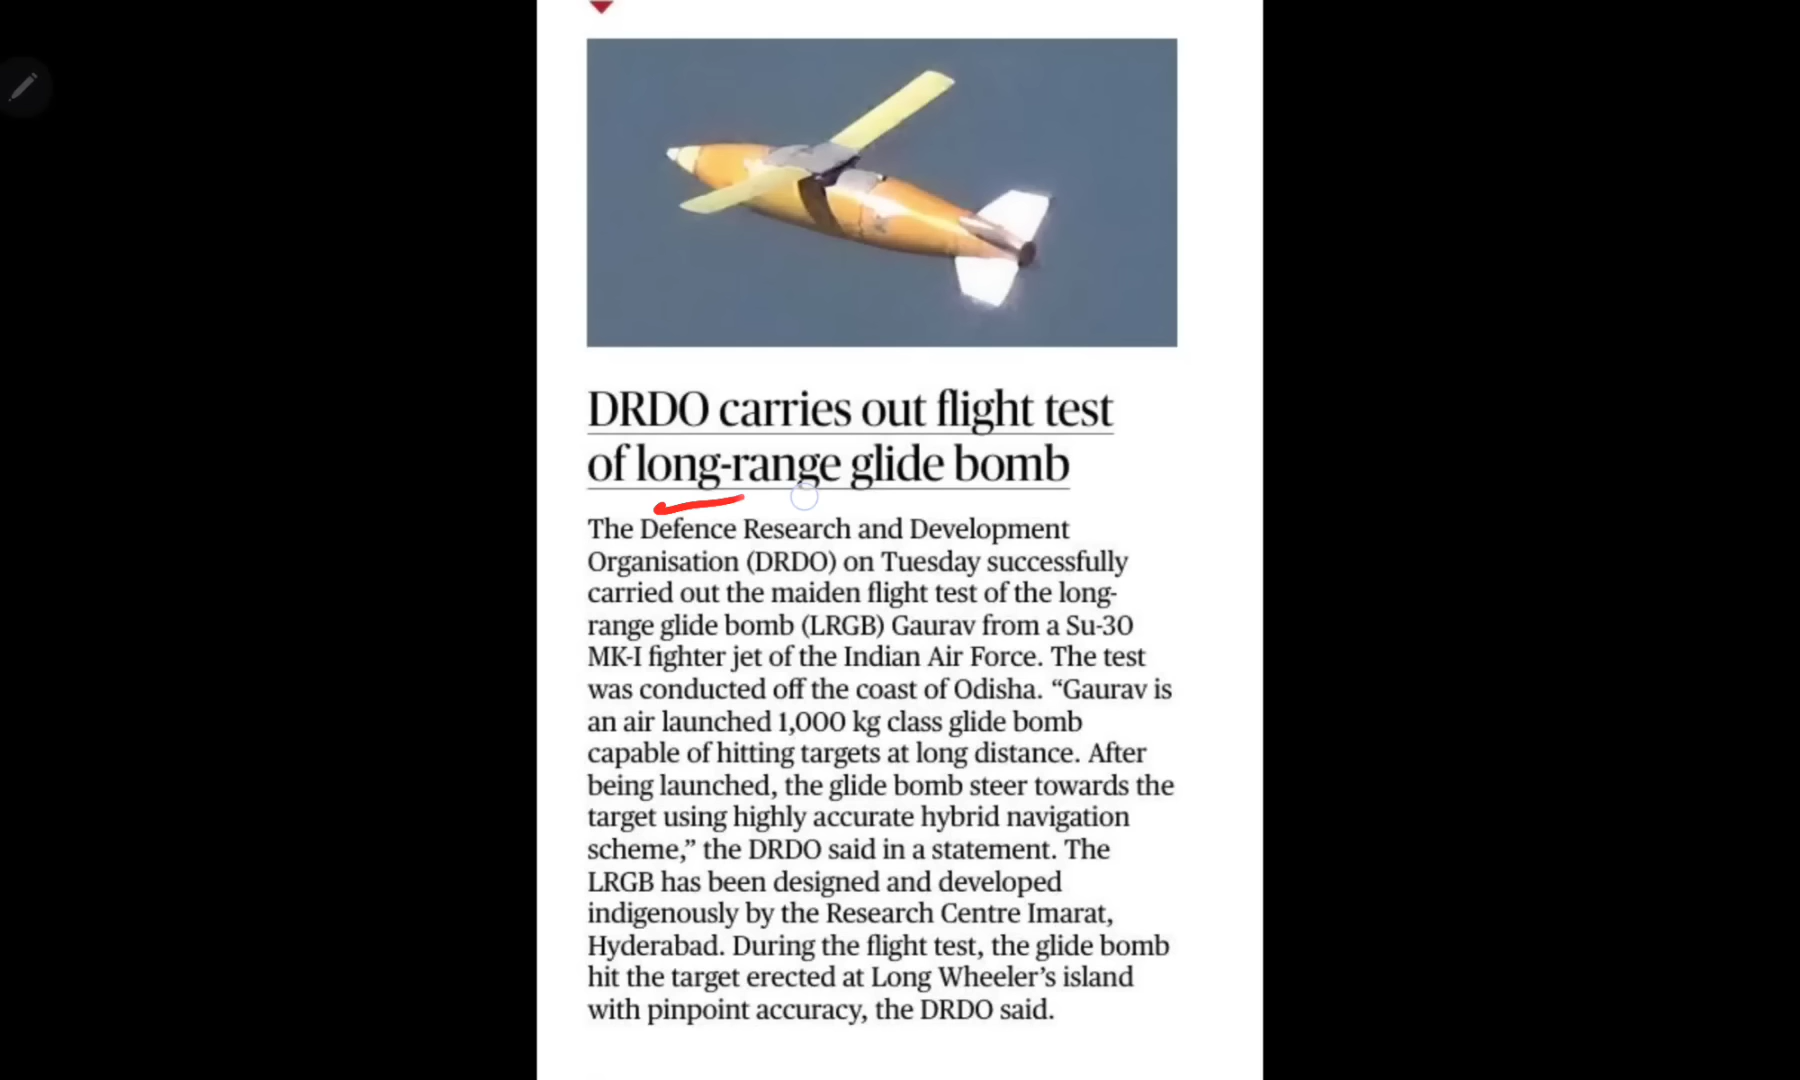 DRDO carries out flight test
of long-range glide bomb
The Defence Research and Development
Organisation (DRDO) on Tuesday successfully
carried out the maiden flight test of the long-
range glide bomb (LRGB) Gaurav from a Su-30
MK-I fighter jet of the Indian Air Force. The test
was conducted off the coast of Odisha. “Gaurav is
an air launched 1,000 kg class glide bomb
capable of hitting targets at long distance. After
being launched, the glide bomb steer towards the
target using highly accurate hybrid navigation
scheme,” the DRDO said in a statement. The
LRGB has been designed and developed
indigenously by the Research Centre Imarat,
Hyderabad. During the flight test, the glide bomb
hit the target erected at Long Wheeler’s island
with pinpoint accuracy, the DRDO said.